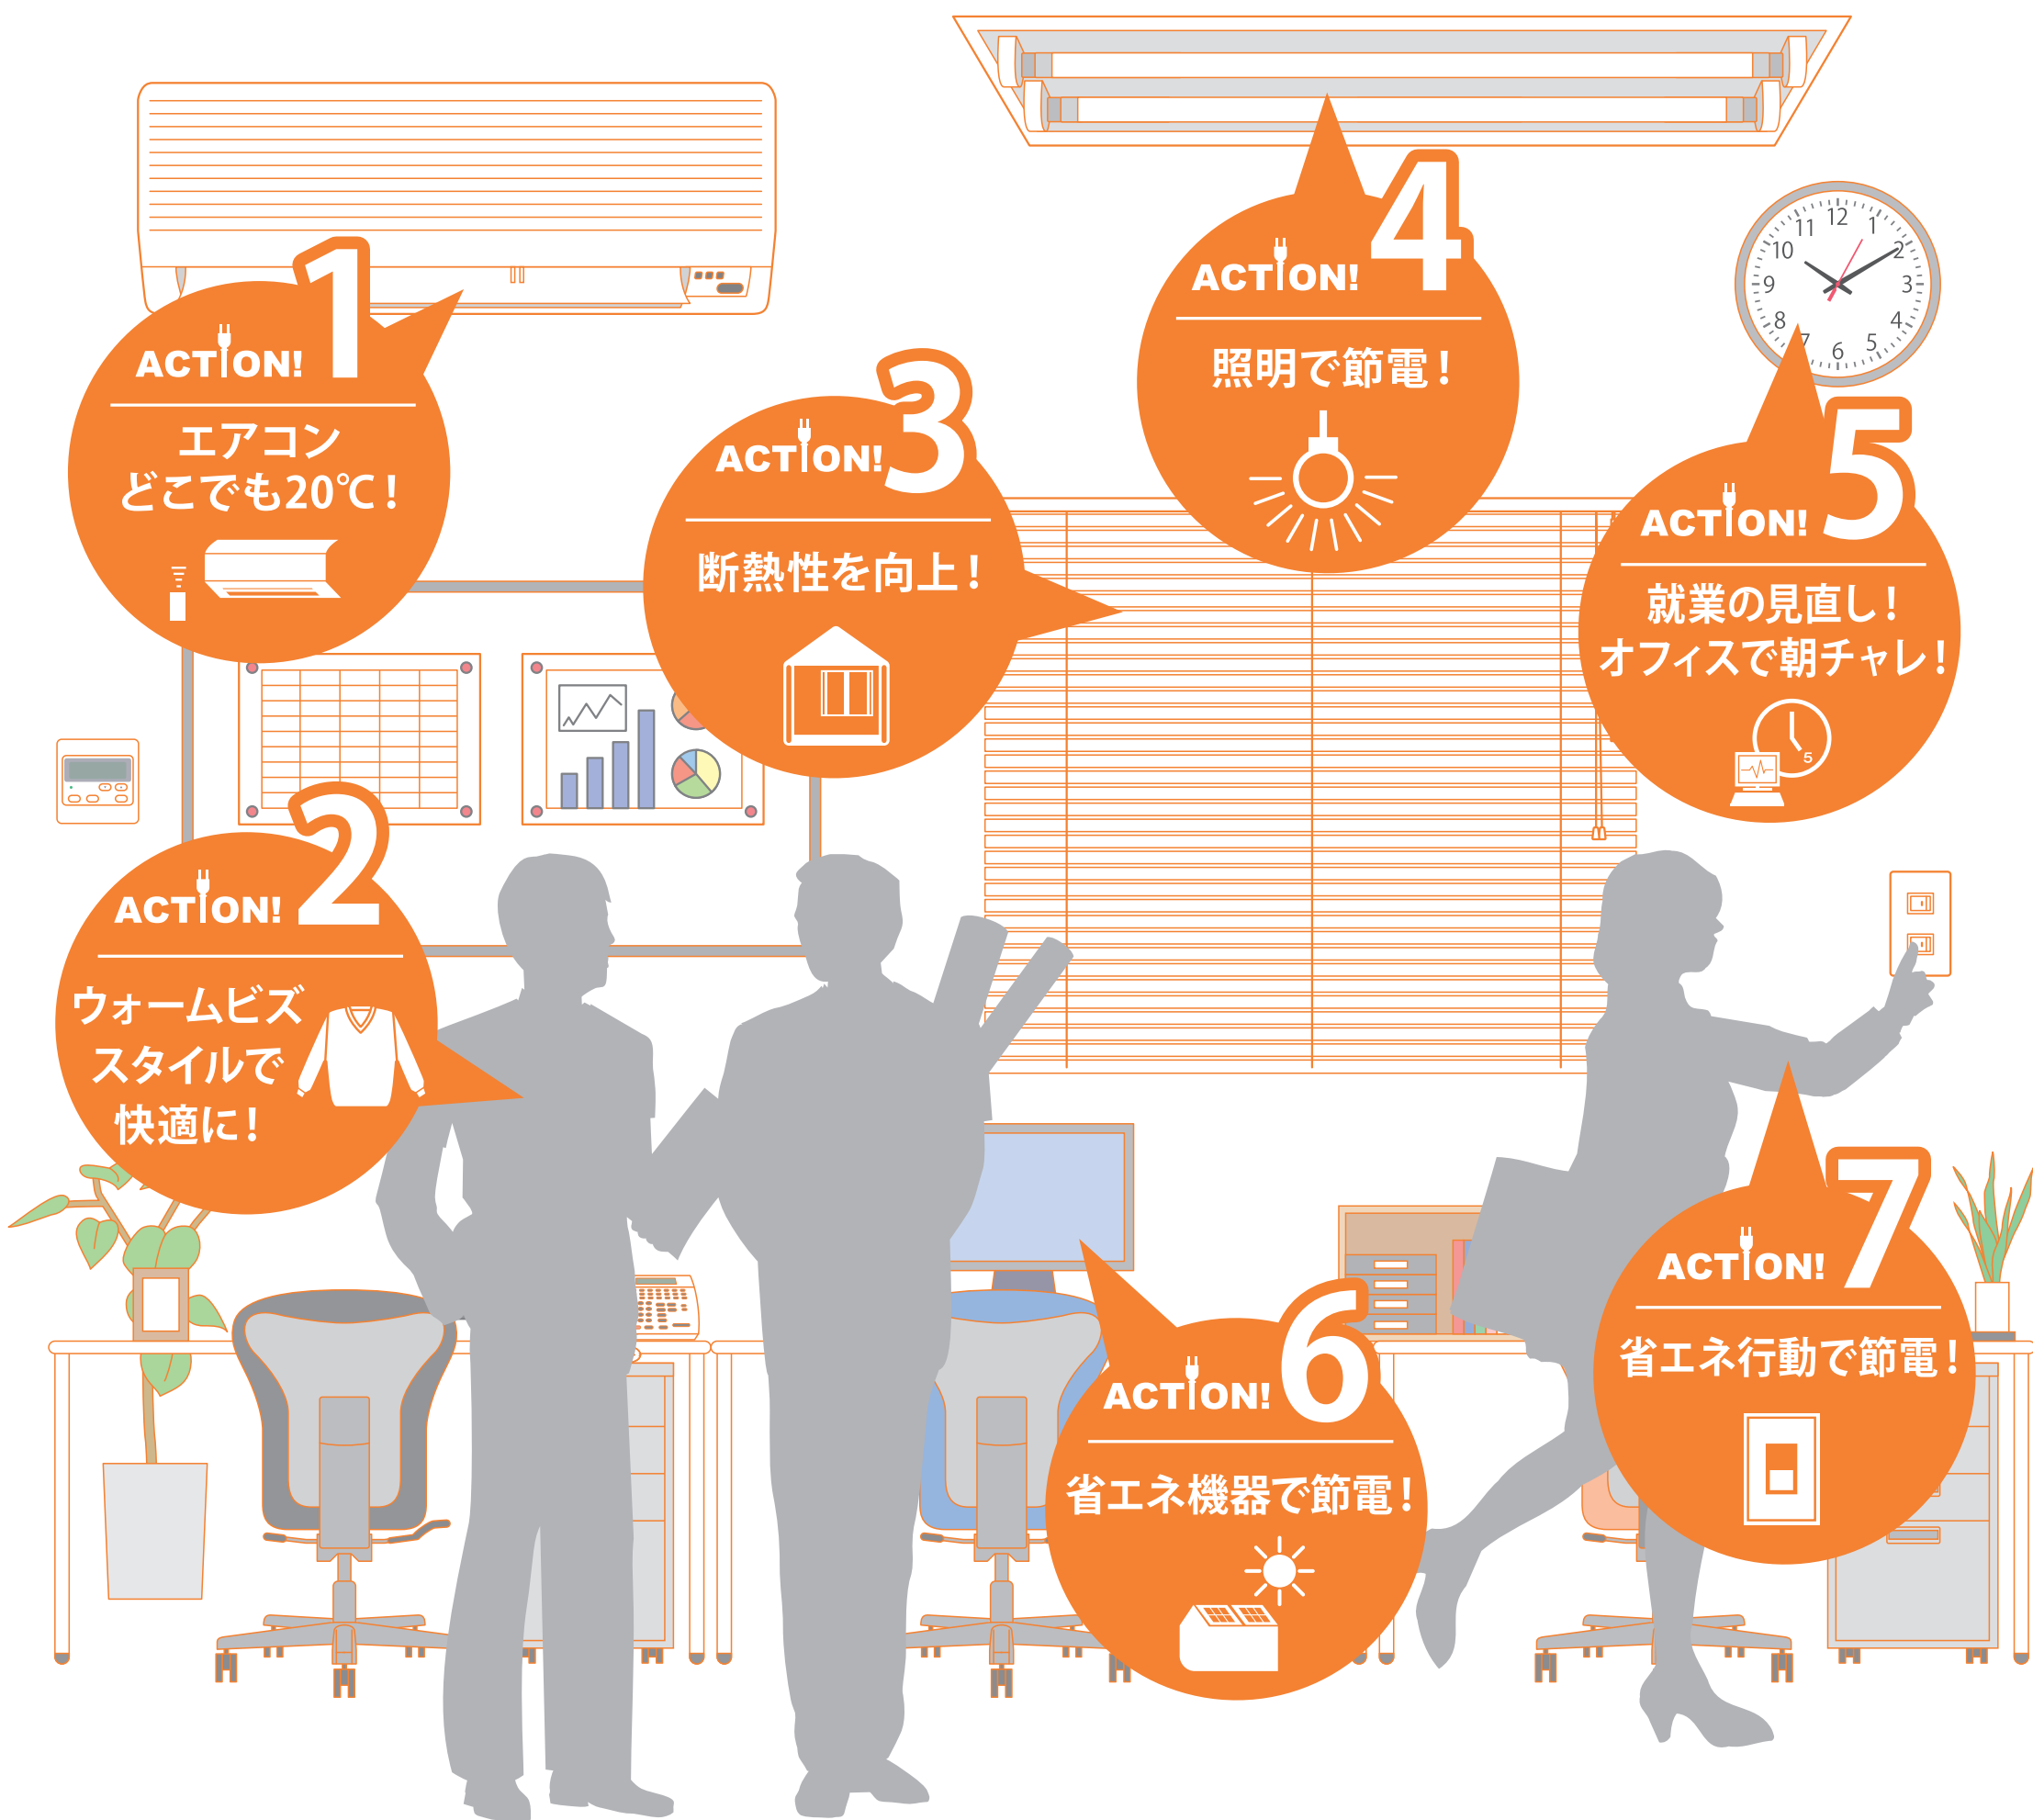 ACTION! 1
エアコン
どこでも20℃！
ACTION! 2
ウォームビズ
スタイルで
快適に！
ACTION! 3
断熱性を向上！
ACTION! 4
照明で節電！
12
1
2
3
4
5
6
7
8
9
10
11
ACTION! 5
就業の見直し！
オフィスで朝チャレ！
5
ACTION! 6
省エネ機器で節電！
ACTION! 7
省エネ行動で節電！